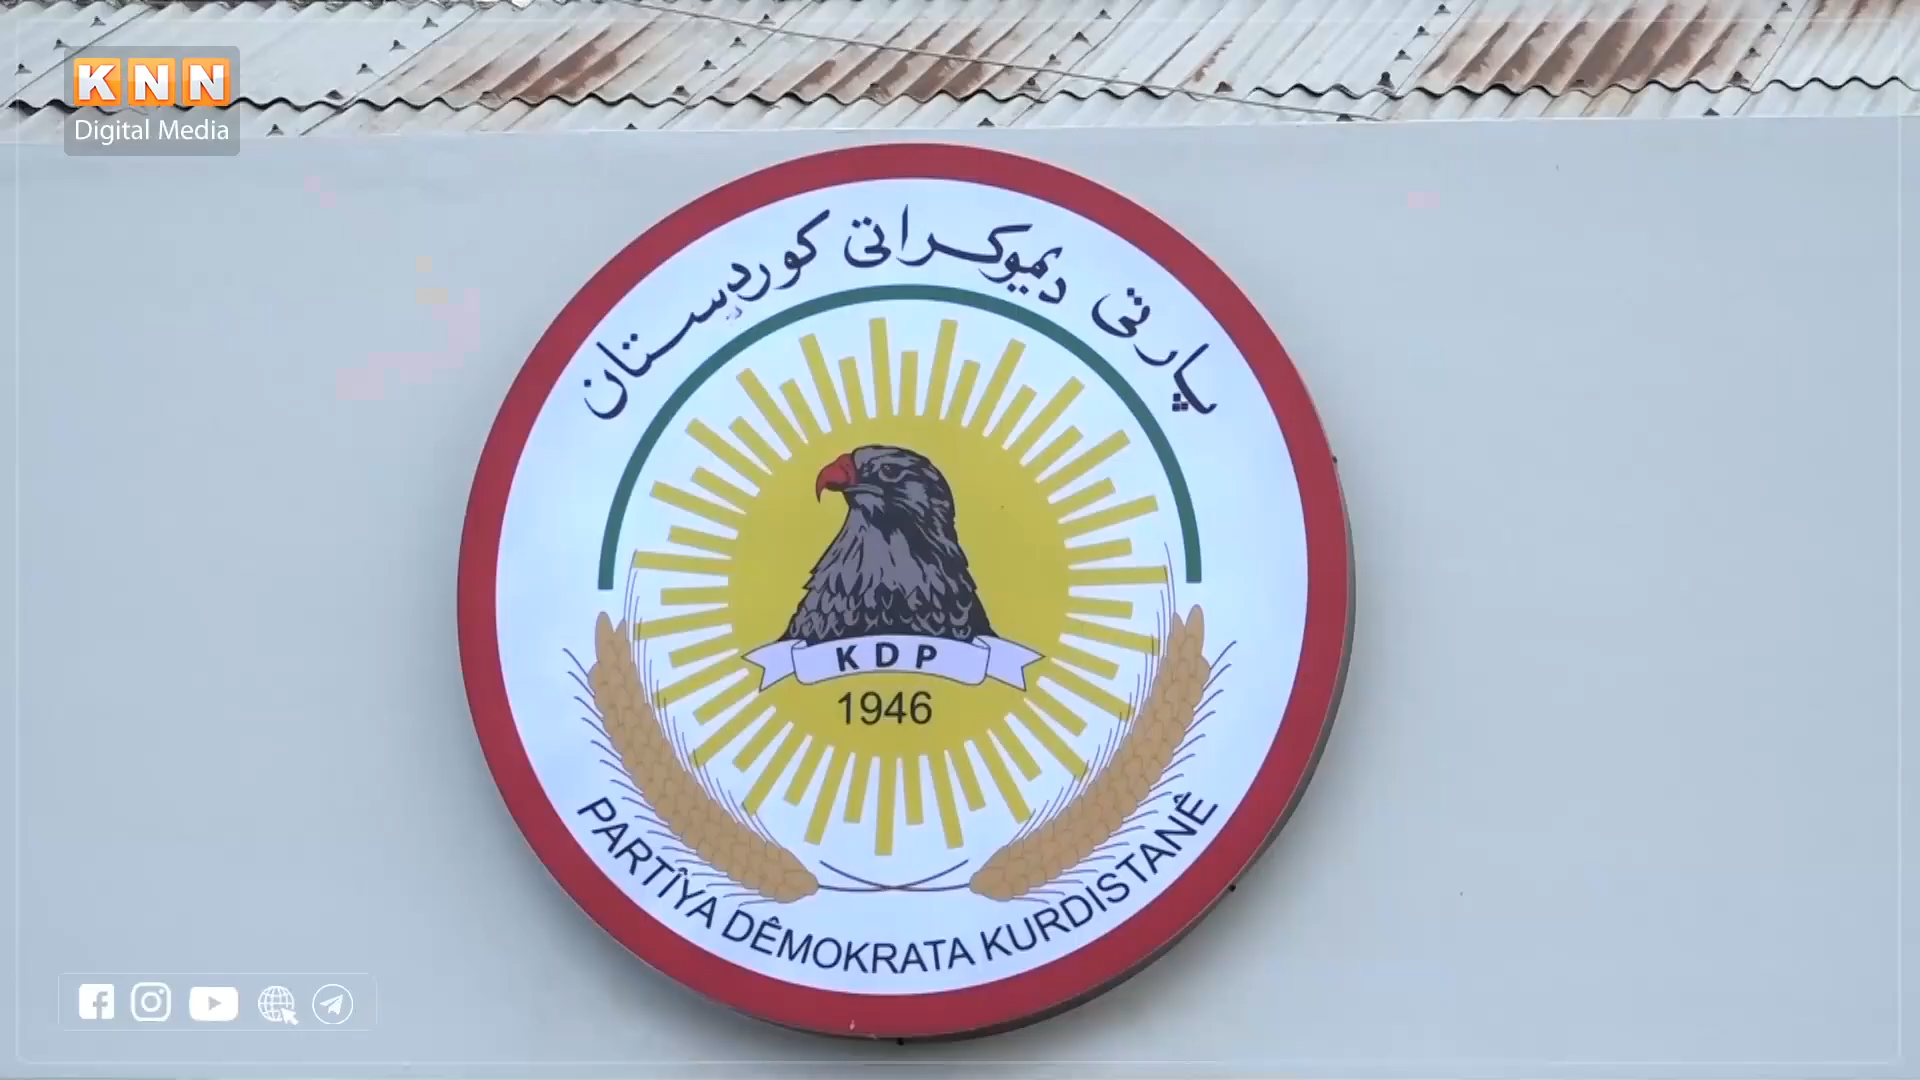 KNN
Digital Media
پارتی دیموکراتی کوردستان
KDP
1946
PARTÎYA DÊMOKRATA KURDISTANÊ